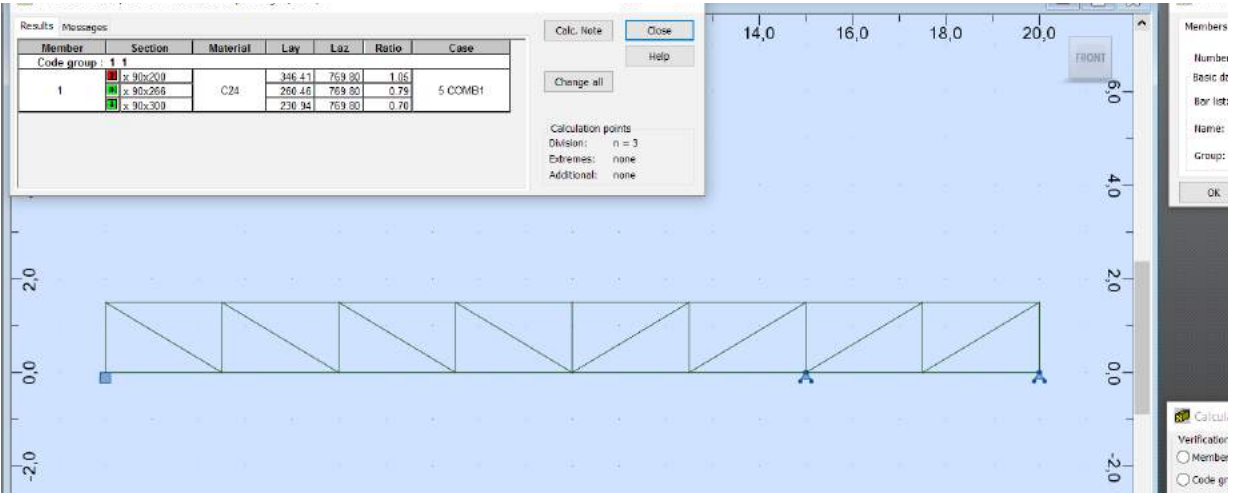 Results Messages
Calc. Note Close
Help
Change all
Member Section Material Lay Laz Ratio Case
Code group : 1 1
x 90x200 346.41 769.80 1.05
1 x 90x266 C24 260.46 769.80 0.79 5 COMB1
x 90x300 230.94 769.80 0.70
Calculation points
Division: n = 3
Extremes: none
Additional: none
14,0 16,0 18,0 20,0
FRONT
6,0
4,0
2,0 2,0
0,0 0,0
-2,0 -2,0
Members
Number
Basic
Bar list:
Name:
Group:
OK
Calcul
Verification
Member
Code gr